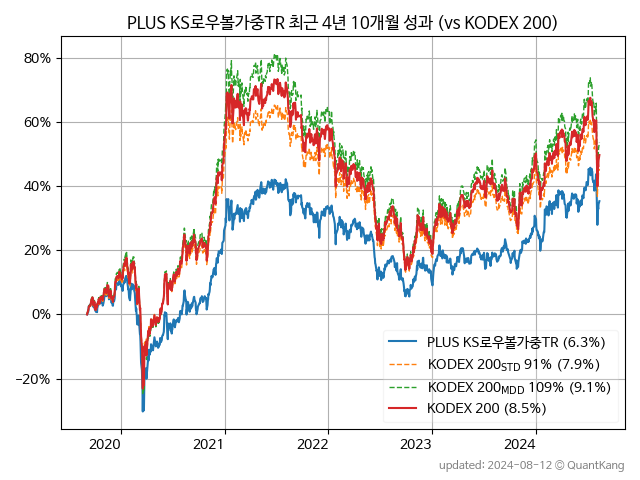 PLUS KS로우볼가중TR 최근 4년 10개월 성과 (vs KODEX 200)
80%
60%
40%
20%
0%
−20%
PLUS KS로우볼가중TR (6.3%)
KODEX 200STD 91% (7.9%)
KODEX 200MDD 109% (9.1%)
KODEX 200 (8.5%)
2020 2021 2022 2023 2024
updated: 2024-08-12 © QuantKang